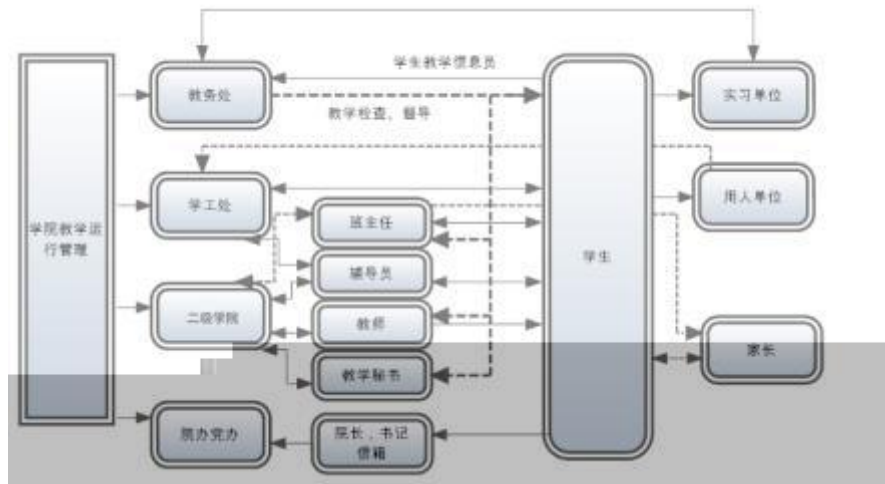 学生教学信息员
教务处
实习单位
教学检查、督导
学工处
用人单位
班主任
学院教学运
行管理
学生
辅导员
二级学院
教师
家长
教学秘书
院办党办
院长，书记
信箱